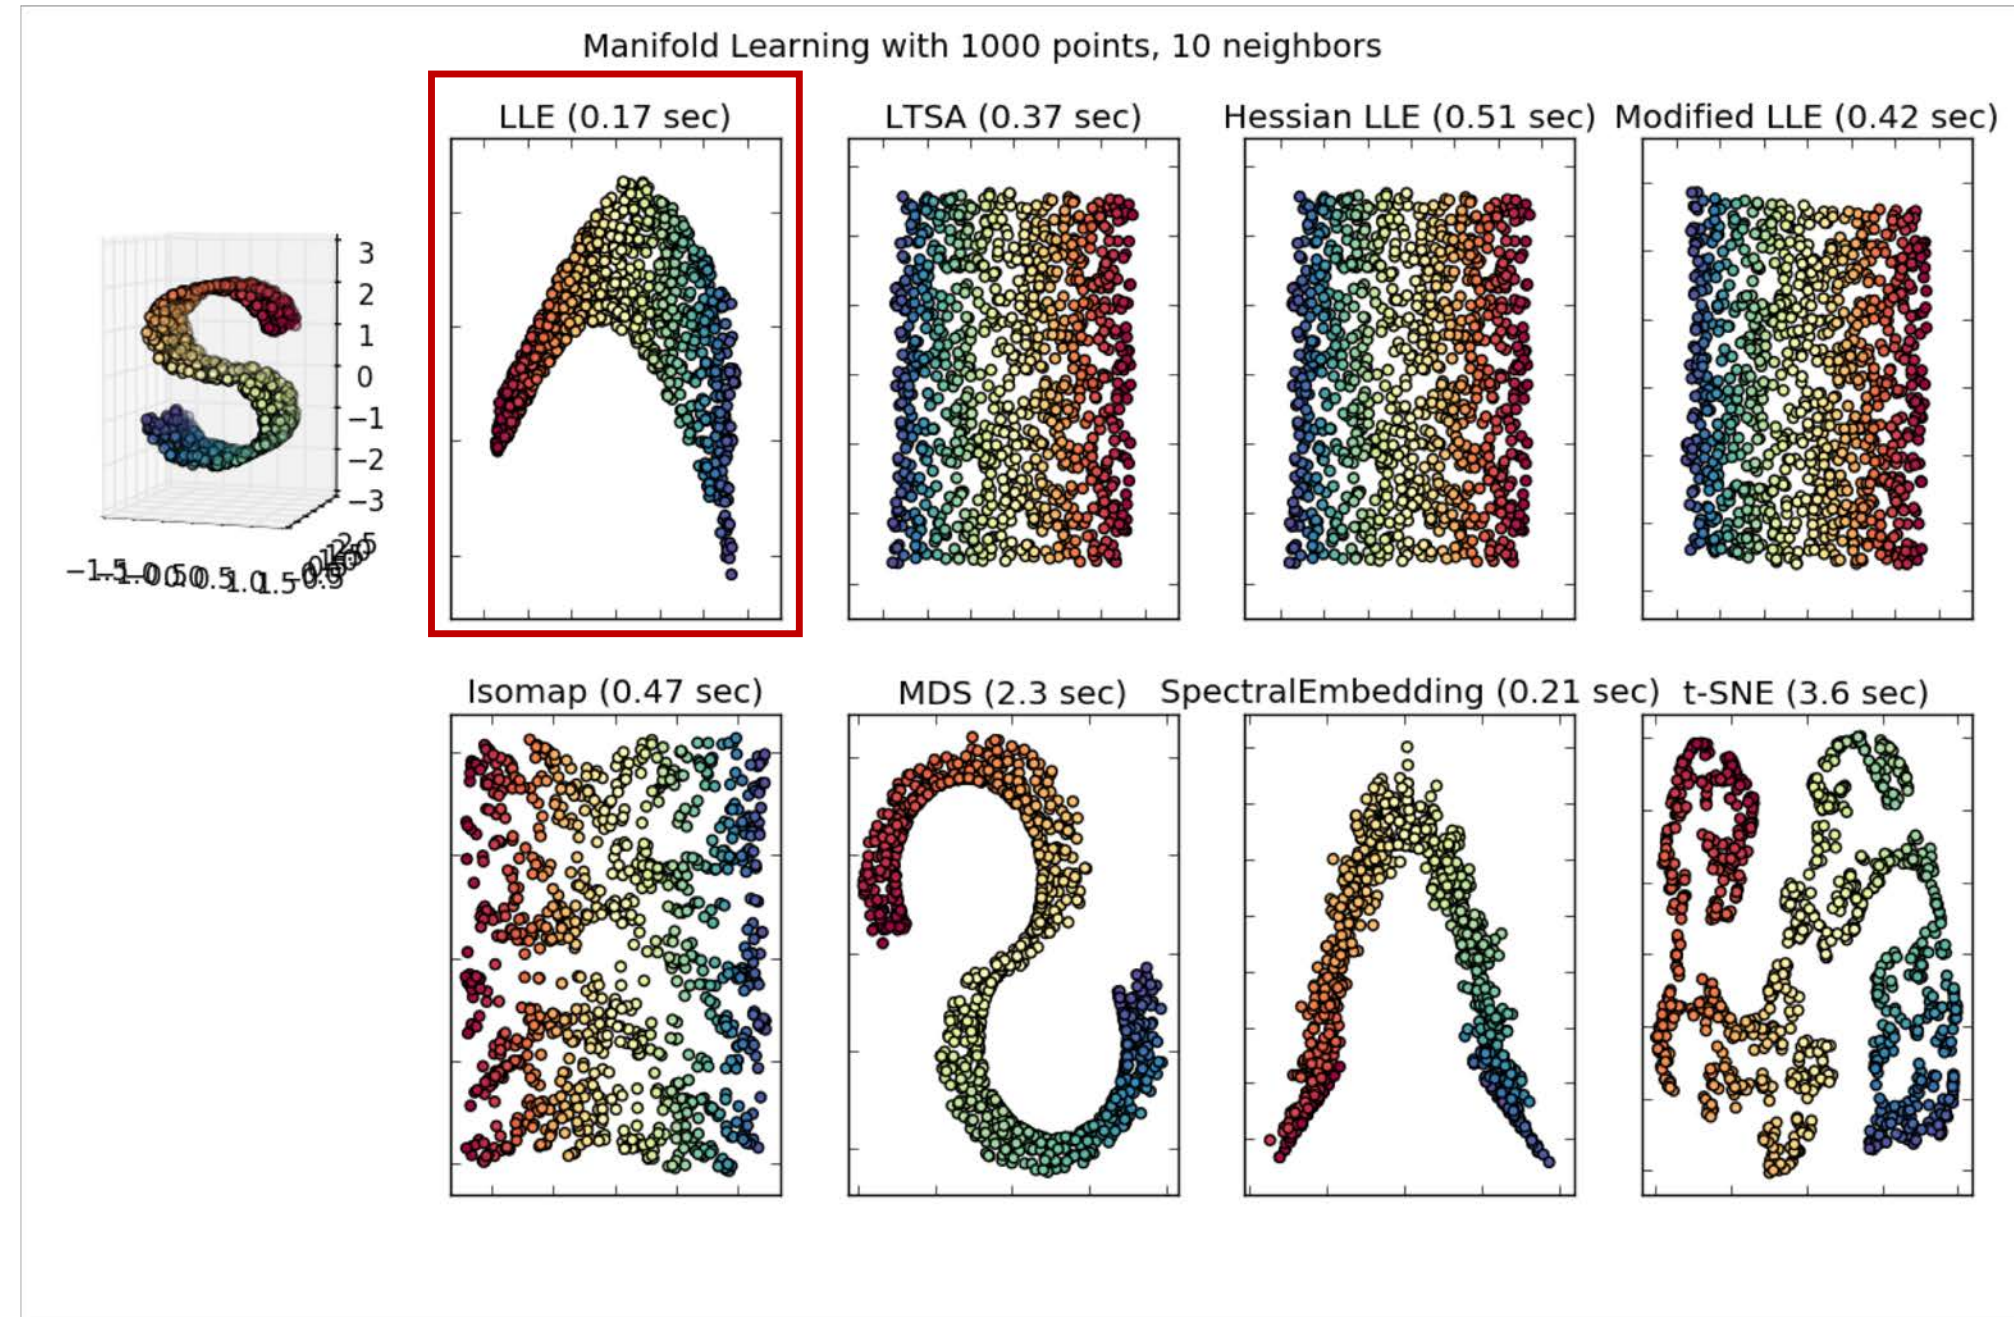 Manifold Learning with 1000 points, 10 neighbors
LLE (0.17 sec)
LTSA (0.37 sec)
Hessian LLE (0.51 sec)
Modified LLE (0.42 sec)
3
2
1
0
−1
−2
−3
Isomap (0.47 sec)
MDS (2.3 sec)
SpectralEmbedding (0.21 sec)
t-SNE (3.6 sec)